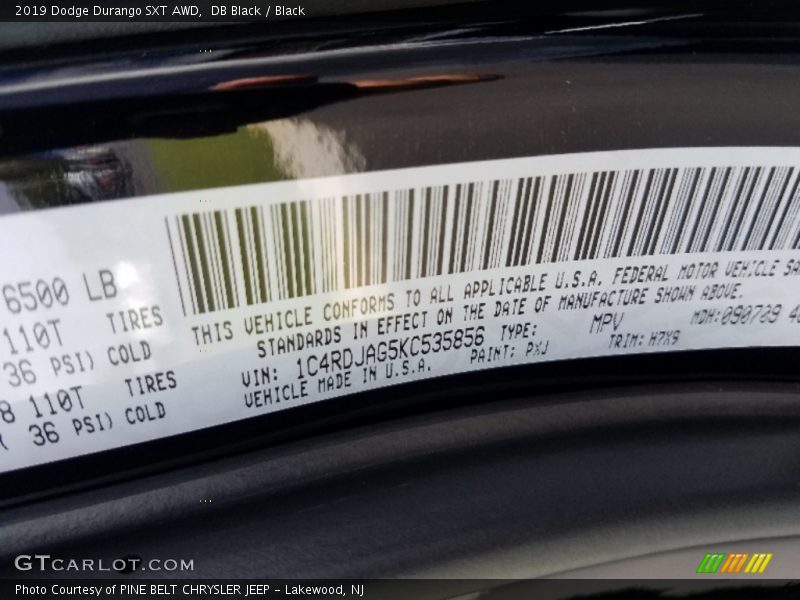 2019 Dodge Durango SXT AWD,  DB Black / Black
6500 LB
110T TIRES
36 PSI) COLD
8 110T TIRES
( 36 PSI) COLD
THIS VEHICLE CONFORMS TO ALL APPLICABLE U.S.A. FEDERAL MOTOR VEHICLE SA
STANDARDS IN EFFECT ON THE DATE OF MANUFACTURE SHOWN ABOVE.
VIN: 1C4RDJAG5KC535856 TYPE: MPV MDH:090729
VEHICLE MADE IN U.S.A. PAINT: PXJ TRIM: H7X9
GTCARLOT.COM
Photo Courtesy of PINE BELT CHRYSLER JEEP - Lakewood, NJ